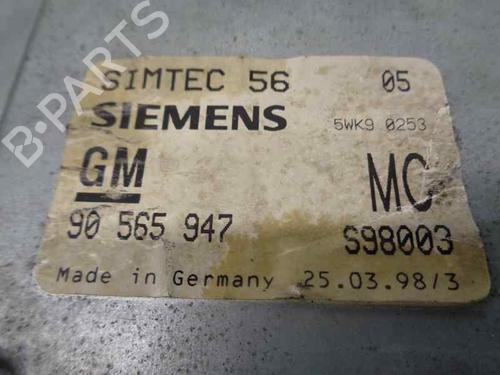 SIMTEC 56 05
SIEMENS 5WK9 0253
GM MC
90 565 947 S98003
Made in Germany 25.03.98/3
B-PARTS